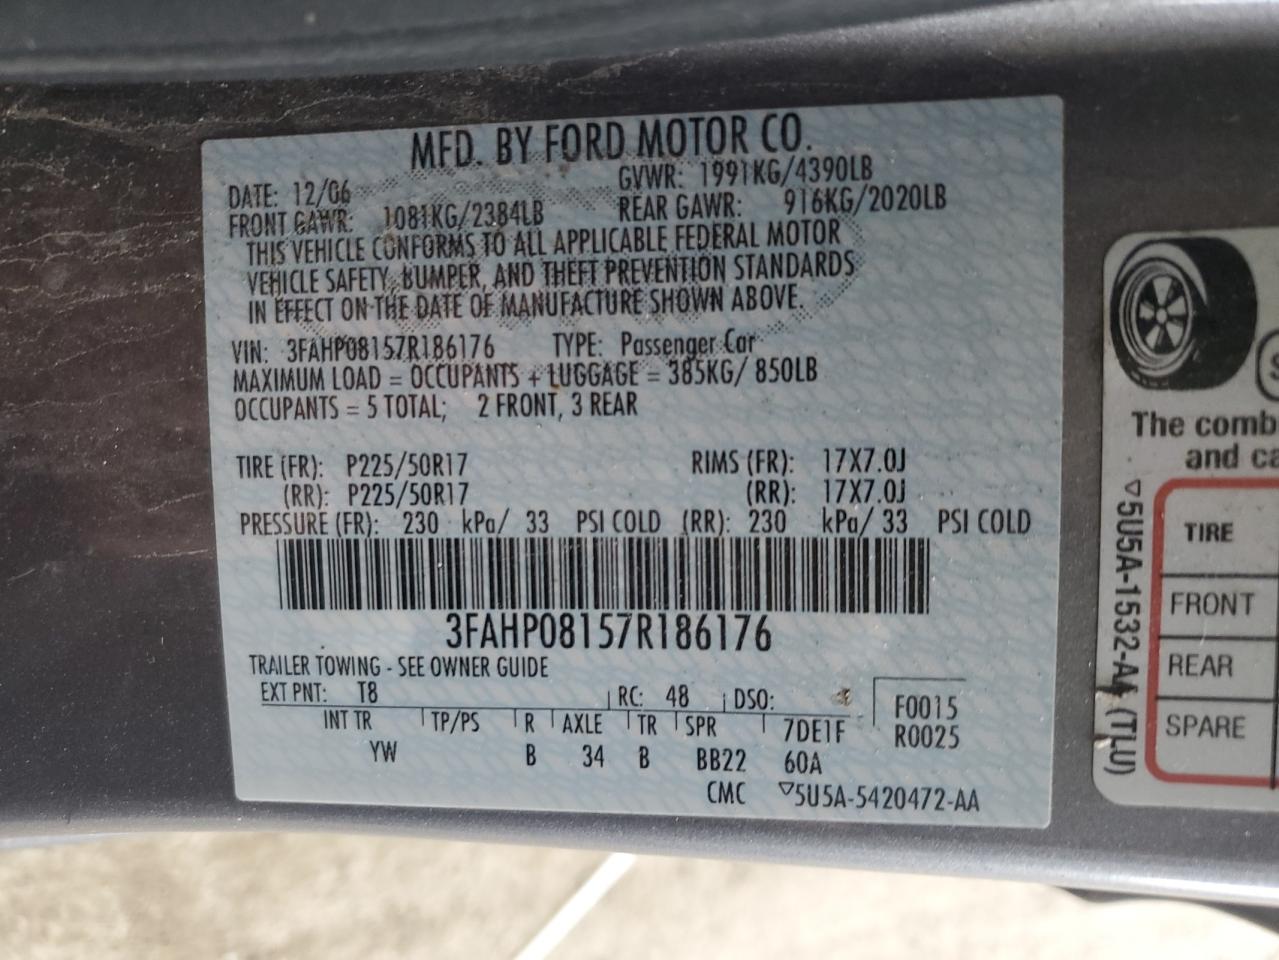 MFD. BY FORD MOTOR CO.
DATE: 12/06 GVWR: 1991KG/4390LB
FRONT GAWR: 1081KG/2384LB REAR GAWR: 916KG/2020LB
THIS VEHICLE CONFORMS TO ALL APPLICABLE FEDERAL MOTOR
VEHICLE SAFETY, BUMPER, AND THEFT PREVENTION STANDARDS
IN EFFECT ON THE DATE OF MANUFACTURE SHOWN ABOVE.
VIN: 3FAHP08157R186176 TYPE: Passenger Car
MAXIMUM LOAD = OCCUPANTS + LUGGAGE = 385KG/ 850LB
OCCUPANTS = 5 TOTAL; 2 FRONT, 3 REAR
TIRE (FR): P225/50R17 RIMS (FR): 17X7.0J
(RR): P225/50R17 (RR): 17X7.0J
PRESSURE (FR): 230 kPa/ 33 PSI COLD (RR): 230 kPa/ 33 PSI COLD
3FAHP08157R186176
TRAILER TOWING - SEE OWNER GUIDE
EXT PNT: T8 RC: 48 DSO: F0015
INT TR TP/PS R AXLE TR SPR 7DE1F R0025
YW B 34 B BB22 60A
CMC ▽5U5A-5420472-AA
The comb
and ca
TIRE
FRONT
REAR
SPARE
▽5U5A-1532-AA (TLU)